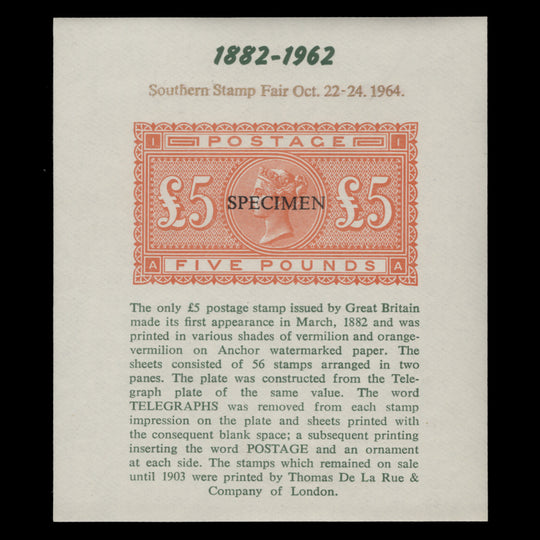 1882-1962
Southern Stamp Fair Oct. 22-24. 1964.
I POSTAGE I
£5 SPECIMEN £5
A FIVE POUNDS A
The only £5 postage stamp issued by Great Britain
made its first appearance in March, 1882 and was
printed in various shades of vermilion and orange-
vermilion on Anchor watermarked paper. The
sheets consisted of 56 stamps arranged in two
panes. The plate was constructed from the Tele-
graph plate of the same value. The word
TELEGRAPHS was removed from each stamp
impression on the plate and sheets printed with
the consequent blank space; a subsequent printing
inserting the word POSTAGE and an ornament
at each side. The stamps which remained on sale
until 1903 were printed by Thomas De La Rue &
Company of London.